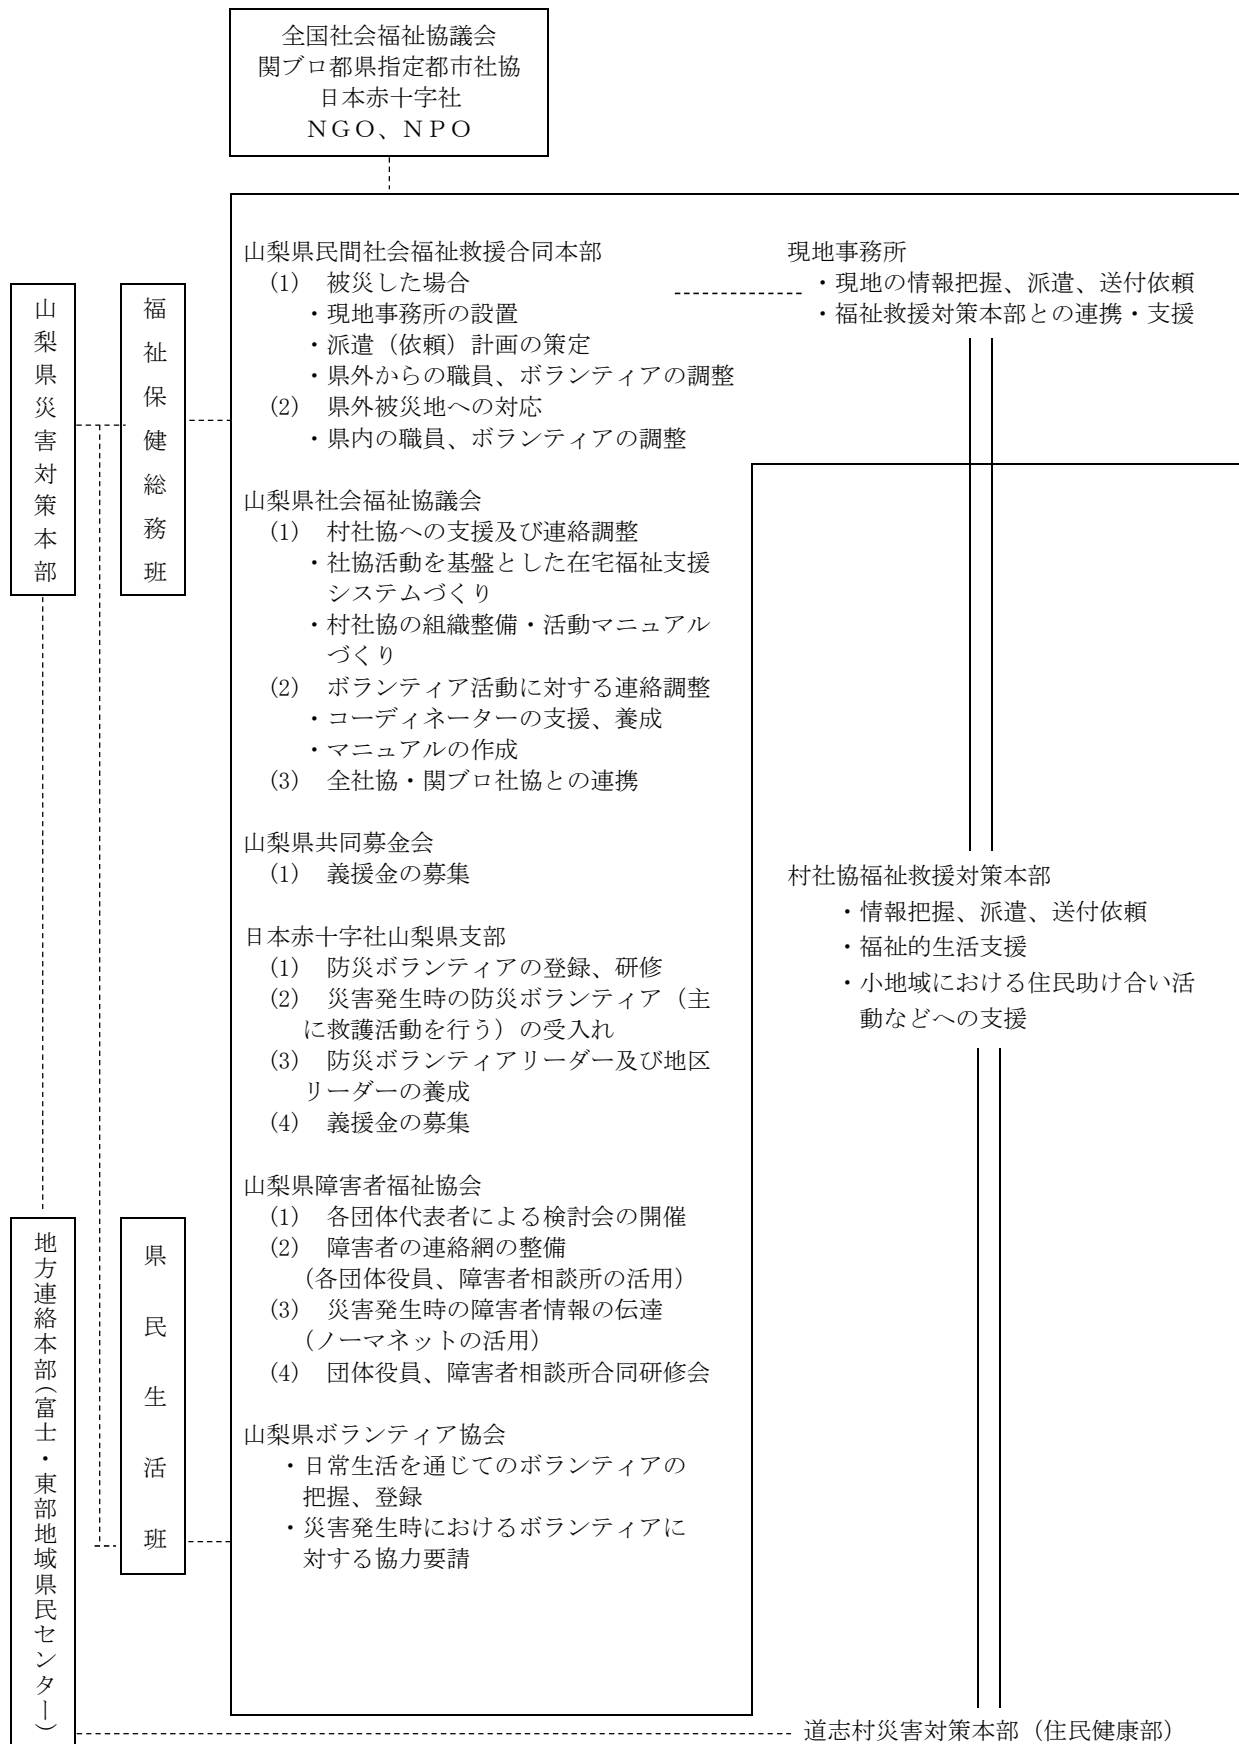 全国社会福祉協議会
関ブロ都県指定都市社協
日本赤十字社
ＮＧＯ、ＮＰＯ
山梨県災害対策本部
福祉保健総務班
山梨県民間社会福祉救援合同本部
(1)　被災した場合
・現地事務所の設置
・派遣（依頼）計画の策定
・県外からの職員、ボランティアの調整
(2)　県外被災地への対応
・県内の職員、ボランティアの調整
現地事務所
・現地の情報把握、派遣、送付依頼
・福祉救援対策本部との連携・支援
山梨県社会福祉協議会
(1)　村社協への支援及び連絡調整
・社協活動を基盤とした在宅福祉支援
システムづくり
・村社協の組織整備・活動マニュアル
づくり
(2)　ボランティア活動に対する連絡調整
・コーディネーターの支援、養成
・マニュアルの作成
(3)　全社協・関ブロ社協との連携
山梨県共同募金会
(1)　義援金の募集
村社協福祉救援対策本部
・情報把握、派遣、送付依頼
・福祉的生活支援
・小地域における住民助け合い活
動などへの支援
日本赤十字社山梨県支部
(1)　防災ボランティアの登録、研修
(2)　災害発生時の防災ボランティア（主
に救護活動を行う）の受入れ
(3)　防災ボランティアリーダー及び地区
リーダーの養成
(4)　義援金の募集
地方連絡本部（富士・東部地域県民センター）
県民生活班
山梨県障害者福祉協会
(1)　各団体代表者による検討会の開催
(2)　障害者の連絡網の整備
（各団体役員、障害者相談所の活用）
(3)　災害発生時の障害者情報の伝達
（ノーマネットの活用）
(4)　団体役員、障害者相談所合同研修会
山梨県ボランティア協会
・日常生活を通じてのボランティアの
把握、登録
・災害発生時におけるボランティアに
対する協力要請
道志村災害対策本部（住民健康部）